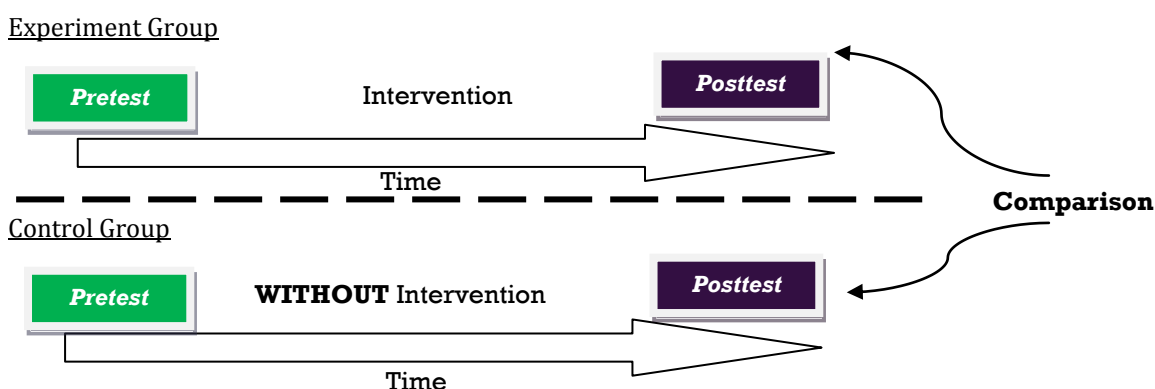 Experiment Group
Pretest
Intervention
Posttest
Time
Comparison
Control Group
Pretest
WITHOUT Intervention
Posttest
Time